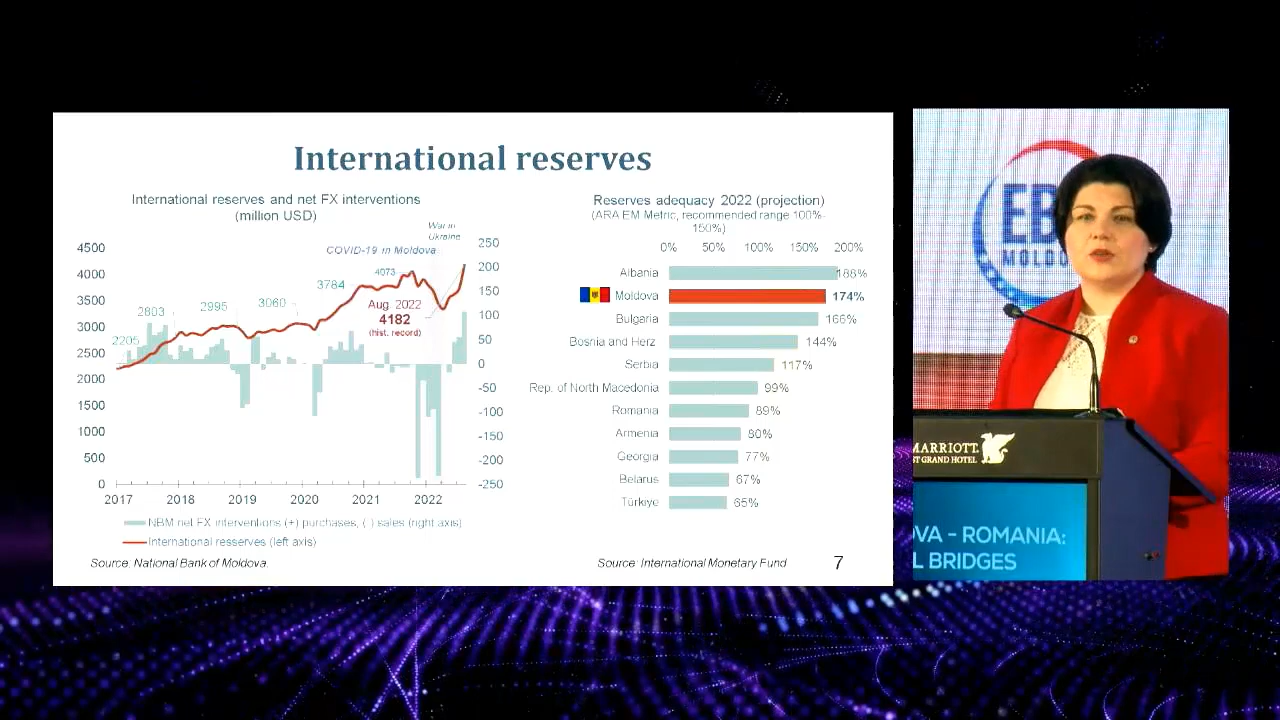 International reserves
International reserves and net FX interventions
(million USD)
War in
Ukraine
COVID-19 in Moldova
4500
4000
3500
3000
2500
2000
1500
1000
500
0
250
200
150
100
50
0
-50
-100
-150
-200
-250
2205
2803
2995
3060
3784
4073
Aug. 2022
4182
(hist. record)
2017 2018 2019 2020 2021 2022
NBM net FX interventions (+) purchases, (-) sales (right axis)
International reserves (left axis)
Source: National Bank of Moldova.
Reserves adequacy 2022 (projection)
(ARA EM Metric, recommended range 100%-
150%)
0% 50% 100% 150% 200%
Albania 188%
Moldova 174%
Bulgaria 166%
Bosnia and Herz 144%
Serbia 117%
Rep. of North Macedonia 99%
Romania 89%
Armenia 80%
Georgia 77%
Belarus 67%
Türkiye 65%
Source: International Monetary Fund
7
MARRIOTT
ST GRAND HOTEL
VA – ROMANIA:
L BRIDGES